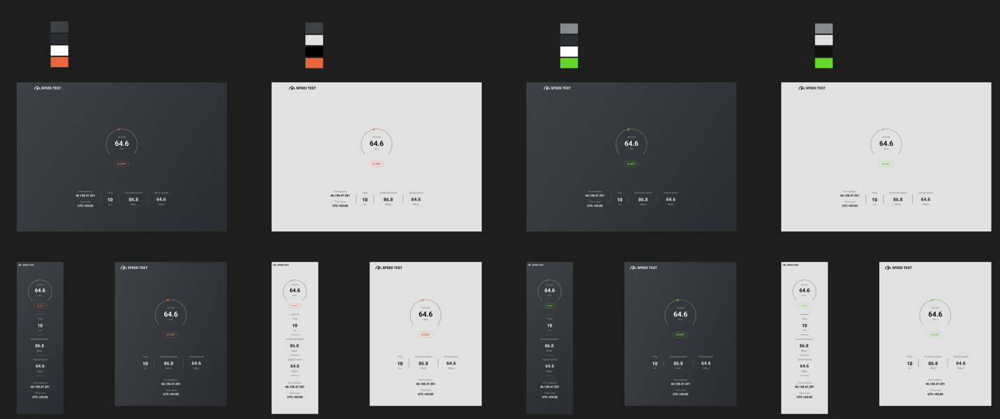 SPEED TEST
UPLOAD
64.6
Mbps
START
IPv4 address
46.138.47.201
Time zone
UTC +03:00
Ping
10
ms
Download speed
86.8
Mbps
Upload speed
64.6
Mbps
SPEED TEST
UPLOAD
64.6
Mbps
START
IPv4 address
46.138.47.201
Time zone
UTC +03:00
Ping
10
ms
Download speed
86.8
Mbps
Upload speed
64.6
Mbps
SPEED TEST
UPLOAD
64.6
Mbps
START
IPv4 address
46.138.47.201
Time zone
UTC +03:00
Ping
10
ms
Download speed
86.8
Mbps
Upload speed
64.6
Mbps
SPEED TEST
UPLOAD
64.6
Mbps
START
IPv4 address
46.138.47.201
Time zone
UTC +03:00
Ping
10
ms
Download speed
86.8
Mbps
Upload speed
64.6
Mbps
SPEED TEST
UPLOAD
64.6
Mbps
START
Ping
10
ms
Download speed
86.8
Mbps
Upload speed
64.6
Mbps
IPv4 address
46.138.47.201
Time zone
UTC +03:00
SPEED TEST
UPLOAD
64.6
Mbps
START
Ping
10
ms
Download speed
86.8
Mbps
Upload speed
64.6
Mbps
IPv4 address
46.138.47.201
Time zone
UTC +03:00
SPEED TEST
UPLOAD
64.6
Mbps
START
Ping
10
ms
Download speed
86.8
Mbps
Upload speed
64.6
Mbps
IPv4 address
46.138.47.201
Time zone
UTC +03:00
SPEED TEST
UPLOAD
64.6
Mbps
START
Ping
10
ms
Download speed
86.8
Mbps
Upload speed
64.6
Mbps
IPv4 address
46.138.47.201
Time zone
UTC +03:00
SPEED TEST
UPLOAD
64.6
Mbps
START
Ping
10
ms
Download speed
86.8
Mbps
Upload speed
64.6
Mbps
IPv4 address
46.138.47.201
Time zone
UTC +03:00
SPEED TEST
UPLOAD
64.6
Mbps
START
Ping
10
ms
Download speed
86.8
Mbps
Upload speed
64.6
Mbps
IPv4 address
46.138.47.201
Time zone
UTC +03:00
SPEED TEST
UPLOAD
64.6
Mbps
START
Ping
10
ms
Download speed
86.8
Mbps
Upload speed
64.6
Mbps
IPv4 address
46.138.47.201
Time zone
UTC +03:00
SPEED TEST
UPLOAD
64.6
Mbps
START
Ping
10
ms
Download speed
86.8
Mbps
Upload speed
64.6
Mbps
IPv4 address
46.138.47.201
Time zone
UTC +03:00